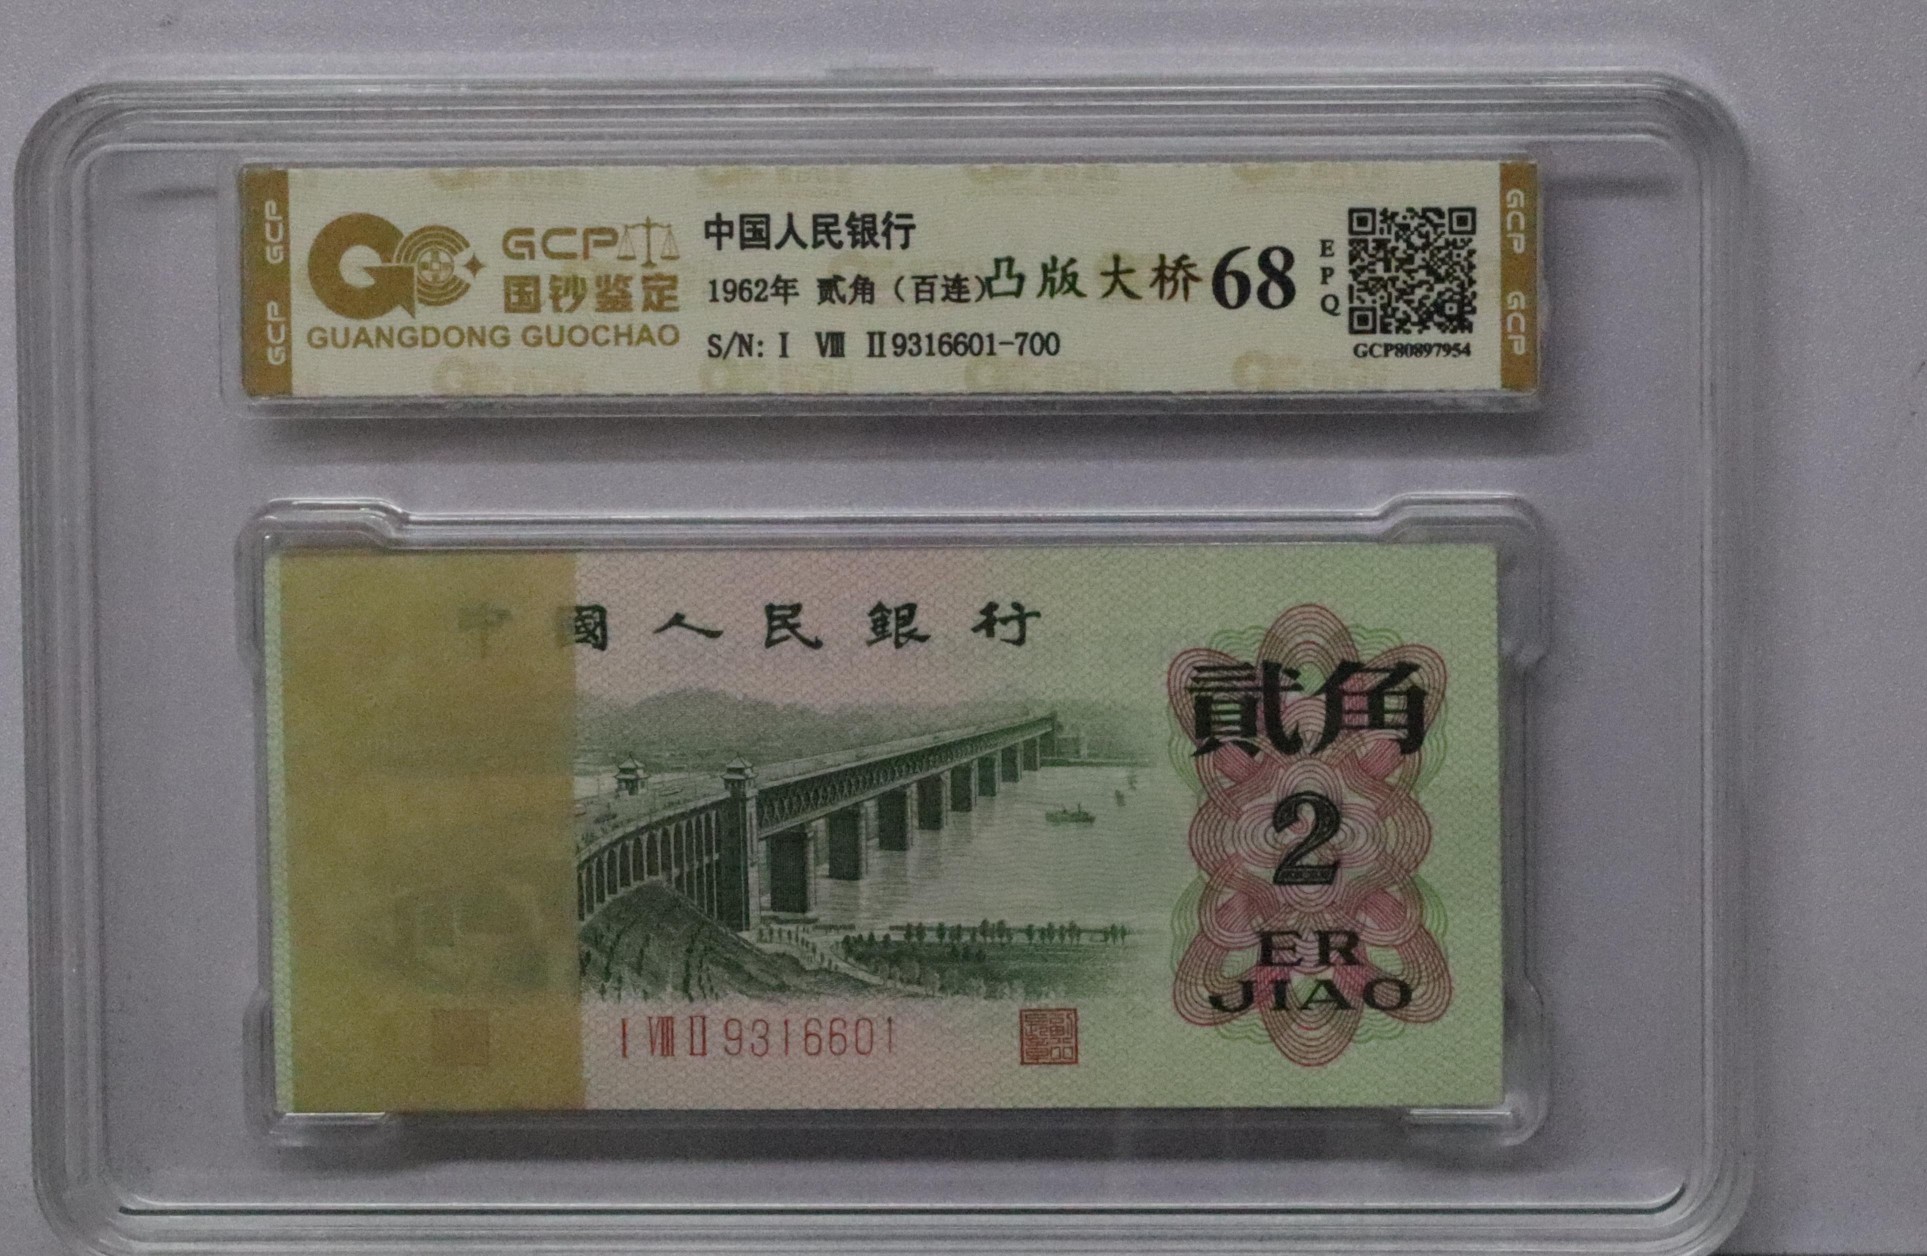 GCP
国钞鉴定
GUANGDONG GUOCHAO
中国人民银行
1962年 贰角（百连）凸版大桥 68 EPQ
S/N: I VIII II 9316601-700
GCP80897954
GCP GCP
GCP GCP
中國人民銀行
貳角
2
ER
JIAO
I VIII II 9316601